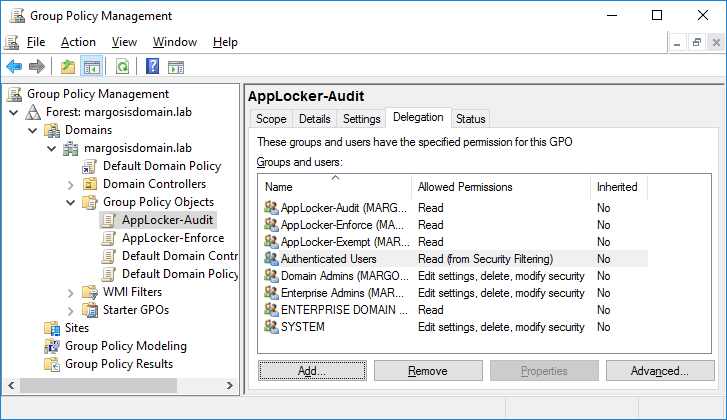 Group Policy Management
File Action View Window Help
Group Policy Management
Forest: margosisdomain.lab
Domains
margosisdomain.lab
Default Domain Policy
Domain Controllers
Group Policy Objects
AppLocker-Audit
AppLocker-Enforce
Default Domain Contr
Default Domain Policy
WMI Filters
Starter GPOs
Sites
Group Policy Modeling
Group Policy Results
AppLocker-Audit
Scope Details Settings Delegation Status
These groups and users have the specified permission for this GPO
Groups and users:
Name Allowed Permissions Inherited
AppLocker-Audit (MARG... Read No
AppLocker-Enforce (MAR... Read No
AppLocker-Exempt (MAR... Read No
Authenticated Users Read (from Security Filtering) No
Domain Admins (MARGO... Edit settings, delete, modify security No
Enterprise Admins (MAR... Edit settings, delete, modify security No
ENTERPRISE DOMAIN ... Read No
SYSTEM Edit settings, delete, modify security No
Add... Remove Properties Advanced...